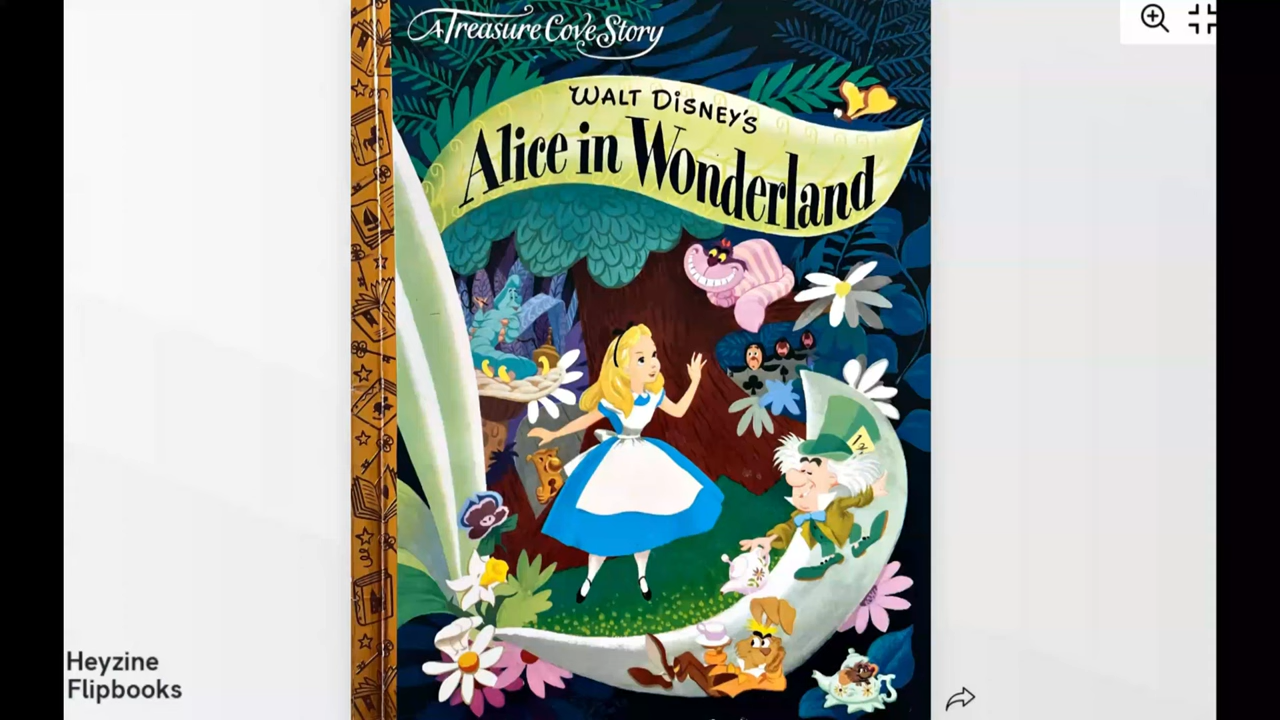 A Treasure Cove Story
WALT DISNEY'S
Alice in Wonderland
Heyzine
Flipbooks